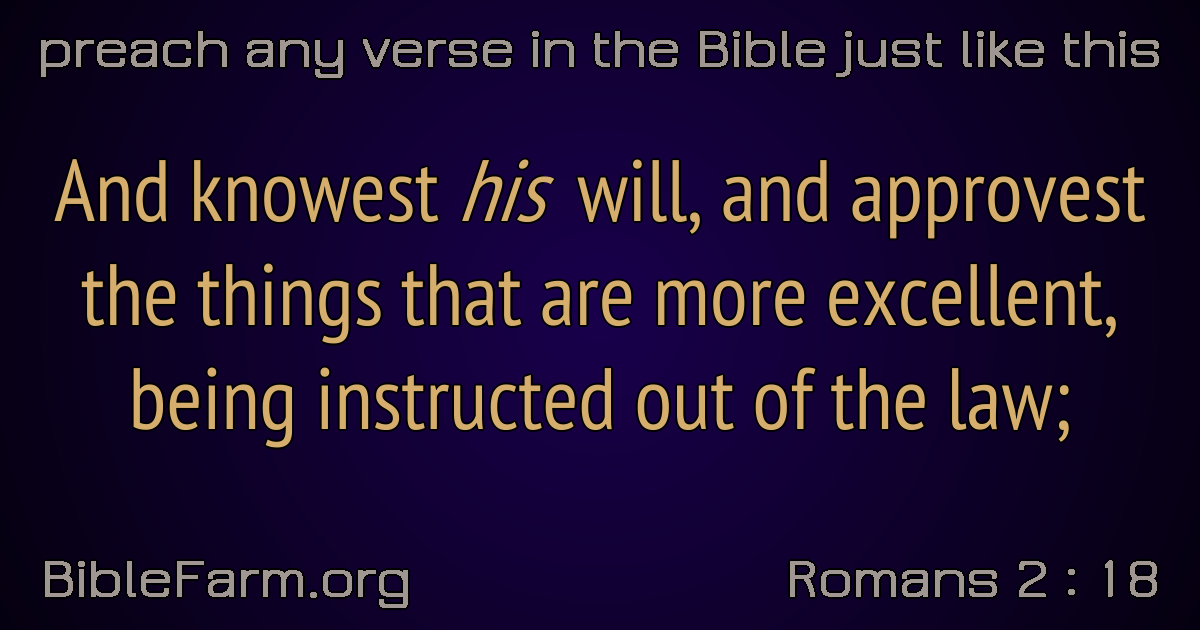 preach any verse in the Bible just like this
And knowest his will, and approvest
the things that are more excellent,
being instructed out of the law;
BibleFarm.org
Romans 2 : 18